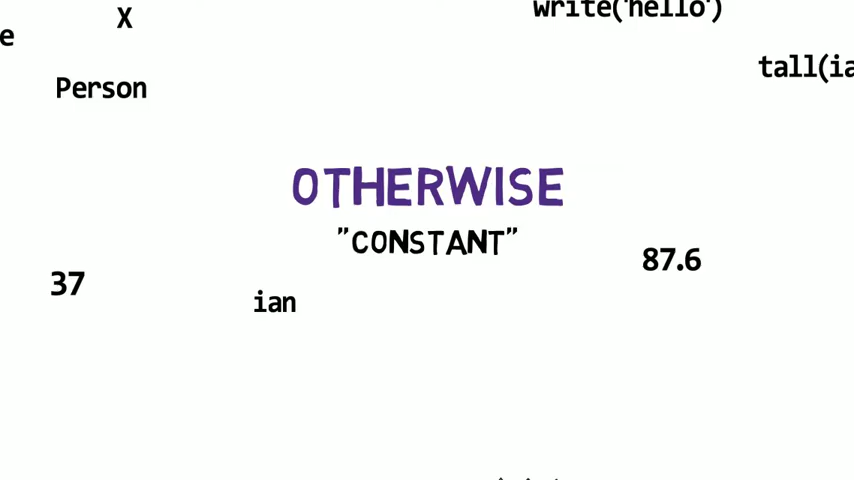 write('hello')
X
e
tall(ia
Person
OTHERWISE
"CONSTANT"
87.6
37
ian